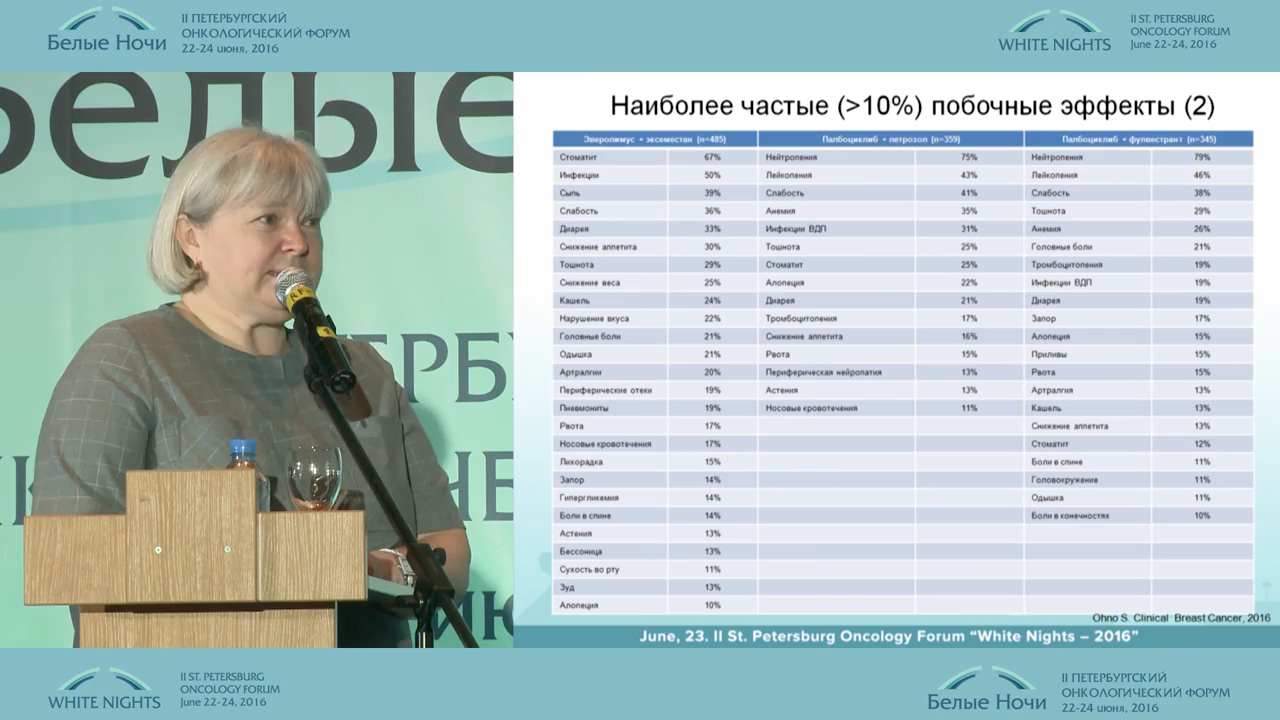 Белые Ночи
II ПЕТЕРБУРГСКИЙ
ОНКОЛОГИЧЕСКИЙ ФОРУМ
22-24 июня, 2016
WHITE NIGHTS
II ST. PETERSBURG
ONCOLOGY FORUM
June 22-24, 2016
Белые
ЕРБУ
Наиболее частые (>10%) побочные эффекты (2)
Эверолимус + эксеместан (n=485) Палбоциклиб + летрозол (n=359) Палбоциклиб + фулвестрант (n=345)
Стоматит 67% Нейтропения 75% Нейтропения 79%
Инфекции 50% Лейкопения 43% Лейкопения 46%
Сыпь 39% Слабость 41% Слабость 38%
Слабость 36% Анемия 35% Тошнота 29%
Диарея 33% Инфекции ВДП 31% Анемия 26%
Снижение аппетита 30% Тошнота 25% Головные боли 21%
Тошнота 29% Стоматит 25% Тромбоцитопения 19%
Снижение веса 25% Алопеция 22% Инфекции ВДП 19%
Кашель 24% Диарея 21% Диарея 19%
Нарушение вкуса 22% Тромбоцитопения 17% Запор 17%
Головные боли 21% Снижение аппетита 16% Алопеция 15%
Одышка 21% Рвота 15% Приливы 15%
Артралгии 20% Периферическая нейропатия 13% Рвота 15%
Периферические отеки 19% Астения 13% Артралгия 13%
Пневмониты 19% Носовые кровотечения 11% Кашель 13%
Рвота 17% Снижение аппетита 13%
Носовые кровотечения 17% Стоматит 12%
Лихорадка 15% Боли в спине 11%
Запор 14% Головокружение 11%
Гипергликемия 14% Одышка 11%
Боли в спине 14% Боли в конечностях 10%
Астения 13%
Бессоница 13%
Сухость во рту 11%
Зуд 13%
Алопеция 10%
Ohno S. Clinical Breast Cancer, 2016
June, 23. II St. Petersburg Oncology Forum “White Nights – 2016”
WHITE NIGHTS
II ST. PETERSBURG
ONCOLOGY FORUM
June 22-24, 2016
Белые Ночи
II ПЕТЕРБУРГСКИЙ
ОНКОЛОГИЧЕСКИЙ ФОРУМ
22-24 июня, 2016